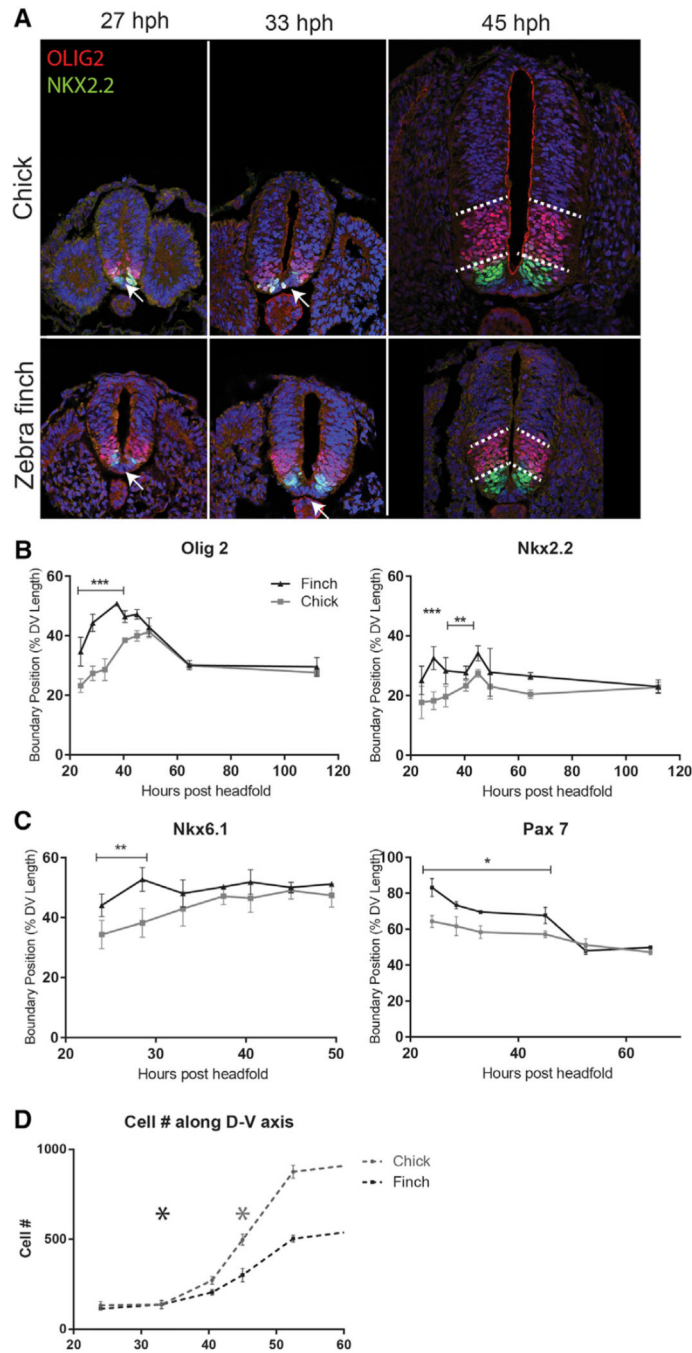 A
27 hph 33 hph 45 hph
OLIG2
NKX2.2
Chick
Zebra finch
B
Olig 2
Boundary Position (% DV Length)
60
40
20
0
20 40 60 80 100 120
Hours post headfold
***
Finch
Chick
Nkx2.2
Boundary Position (% DV Length)
60
40
20
0
20 40 60 80 100 120
Hours post headfold
***
**
C
Nkx6.1
Boundary Position (% DV Length)
60
40
20
0
20 30 40 50
Hours post headfold
**
Pax 7
Boundary Position (% DV Length)
100
80
60
40
20
0
20 40 60
Hours post headfold
*
D
Cell # along D-V axis
Cell #
1000
500
0
20 30 40 50 60
*
*
Chick
Finch